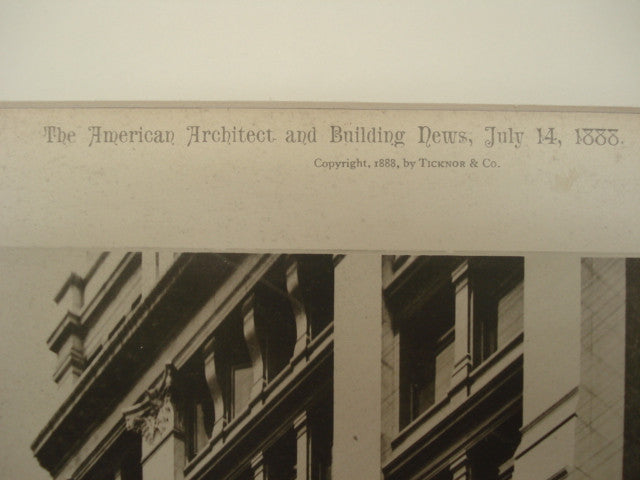 The American Architect and Building News, July 14, 1888.
Copyright, 1888, by TICKNOR & CO.